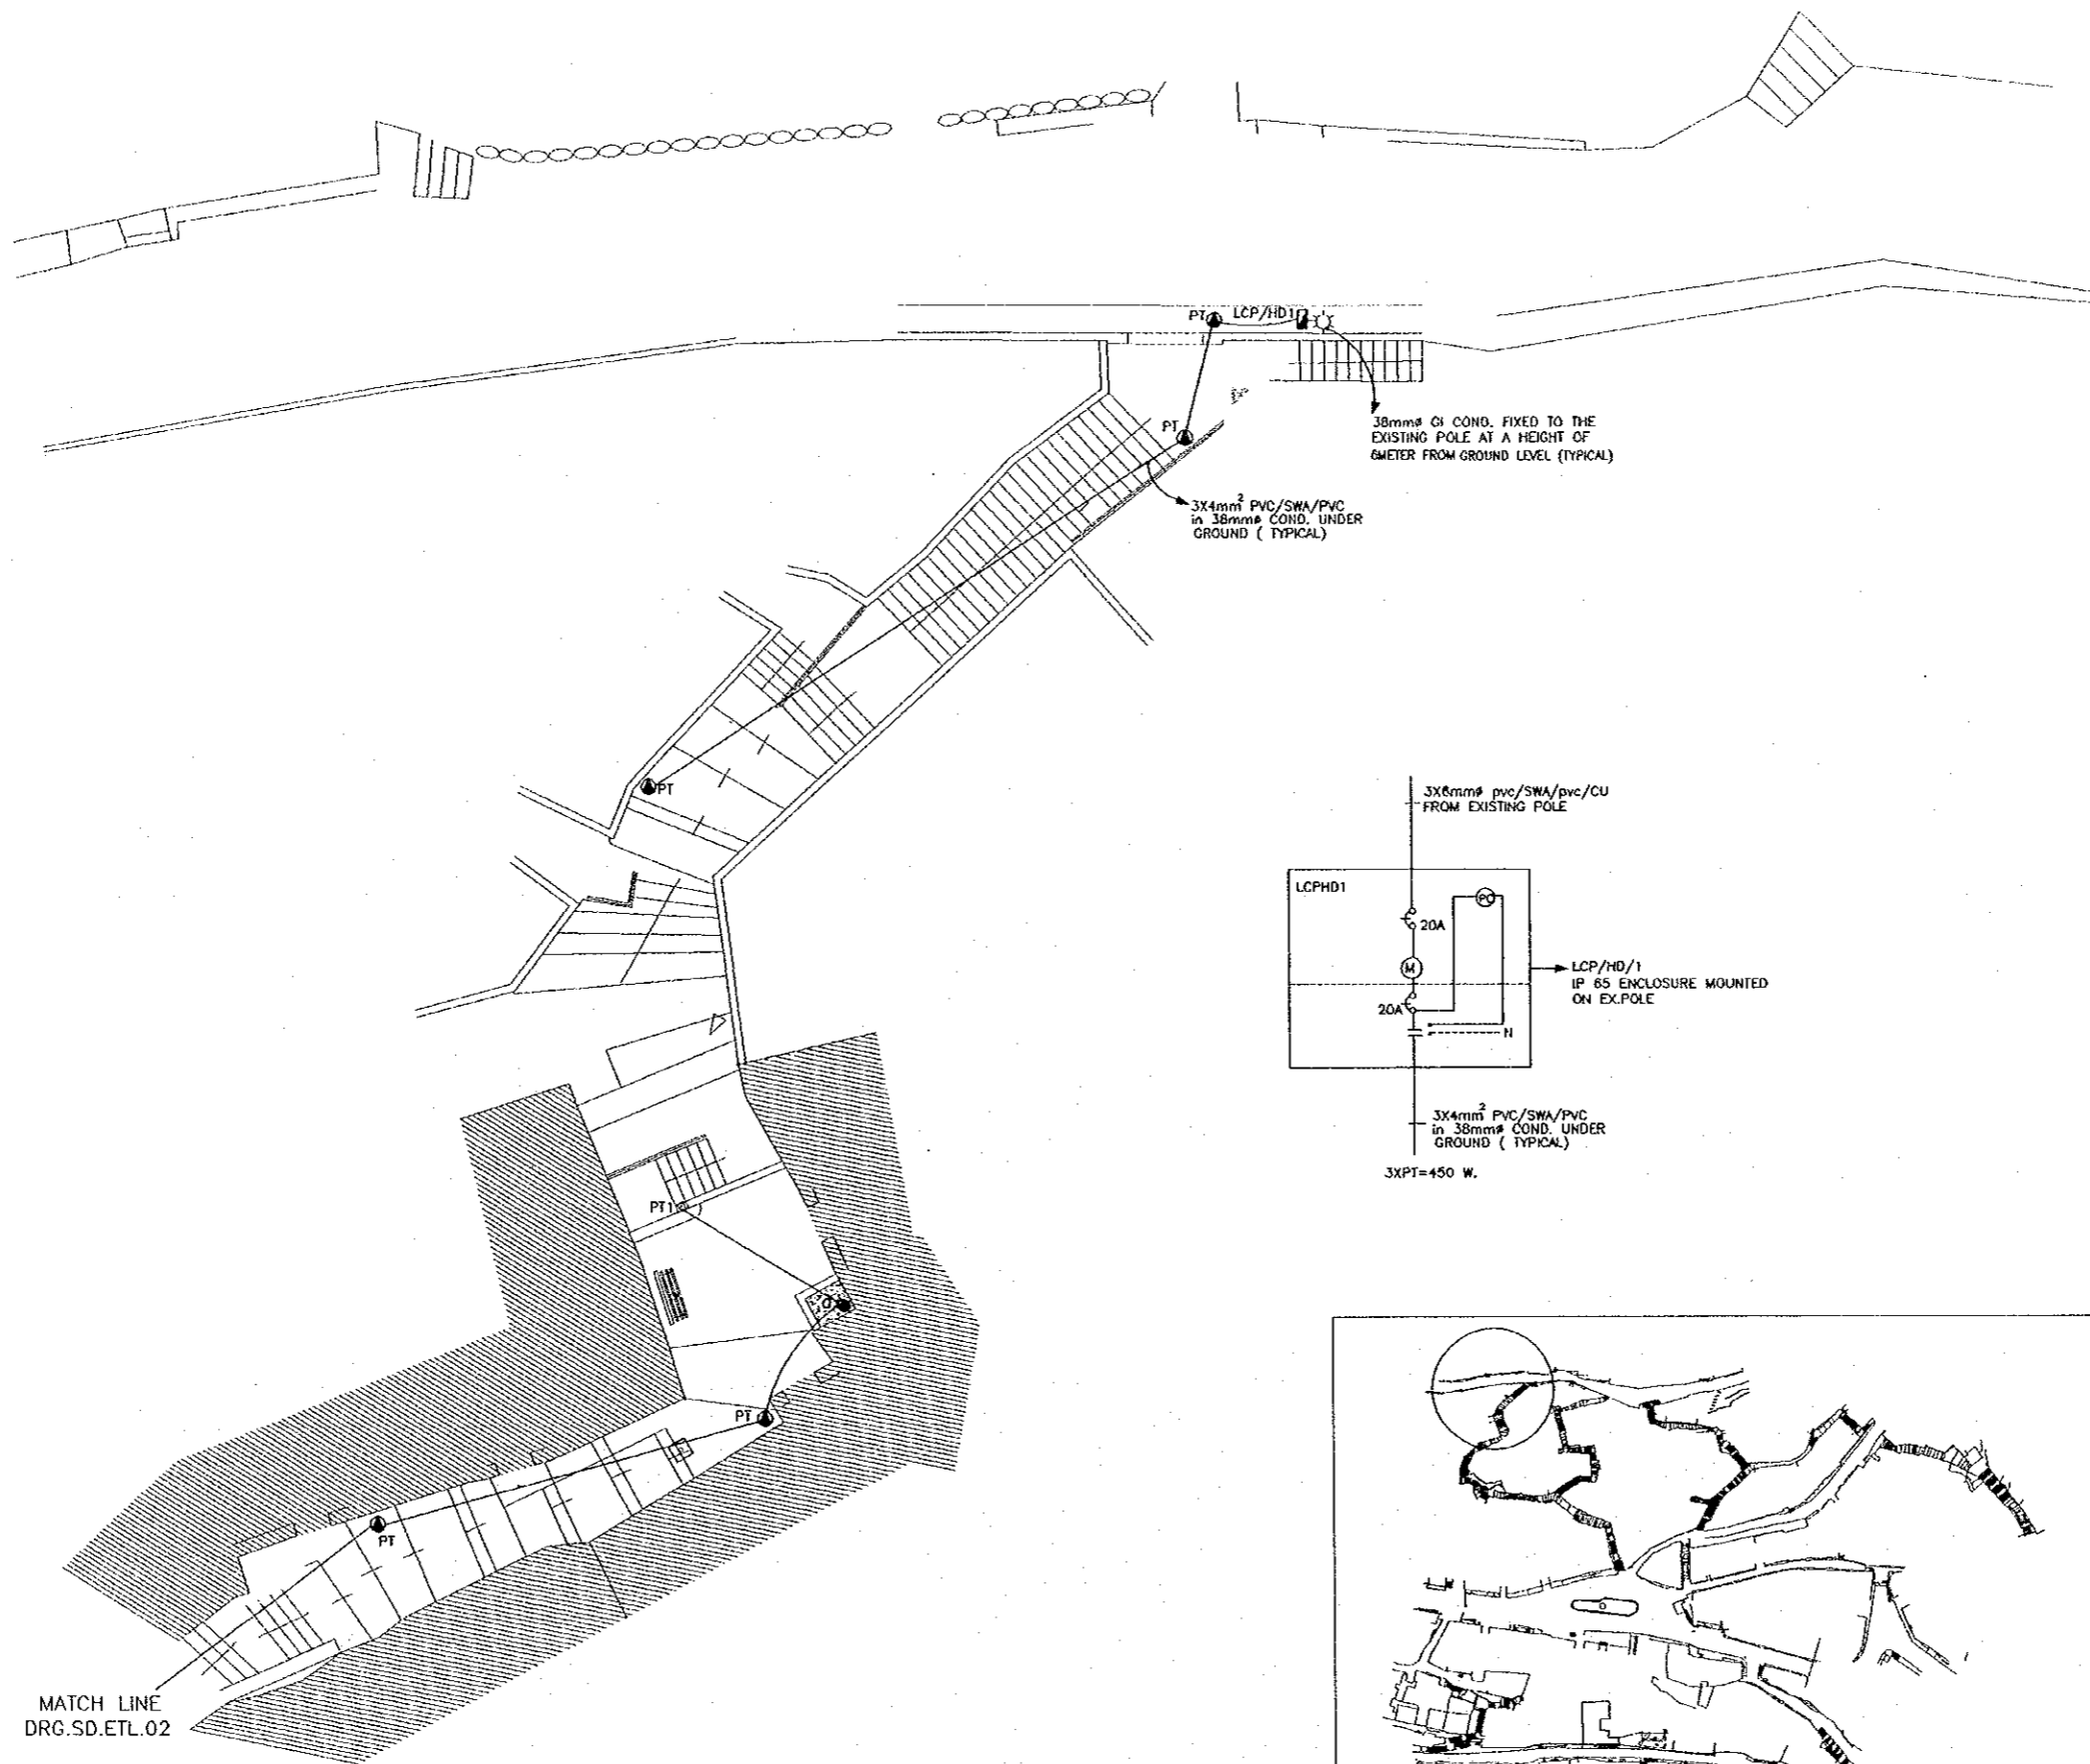 PT LCP/HD1
38mmø GI COND. FIXED TO THE
EXISTING POLE AT A HEIGHT OF
6METER FROM GROUND LEVEL (TYPICAL)
PT
3X4mm² PVC/SWA/PVC
in 38mmø COND. UNDER
GROUND ( TYPICAL)
PT
3X6mmø pvc/SWA/pvc/CU
FROM EXISTING POLE
LCPHD1
PC
20A
M
LCP/HD/1
IP 65 ENCLOSURE MOUNTED
ON EX.POLE
20A
N
3X4mm² PVC/SWA/PVC
in 38mmø COND. UNDER
GROUND ( TYPICAL)
3XPT=450 W.
PT1
PT
PT
MATCH LINE
DRG.SD.ETL.02